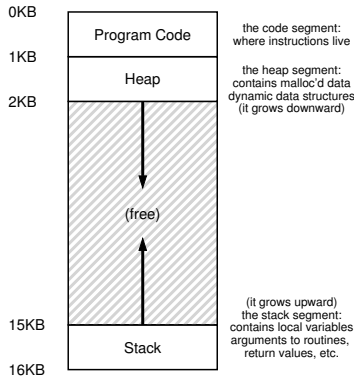 0KB
Program Code
the code segment:
where instructions live
1KB
Heap
the heap segment:
contains malloc'd data
dynamic data structures
(it grows downward)
2KB
(free)
(it grows upward)
the stack segment:
contains local variables
arguments to routines,
return values, etc.
15KB
Stack
16KB